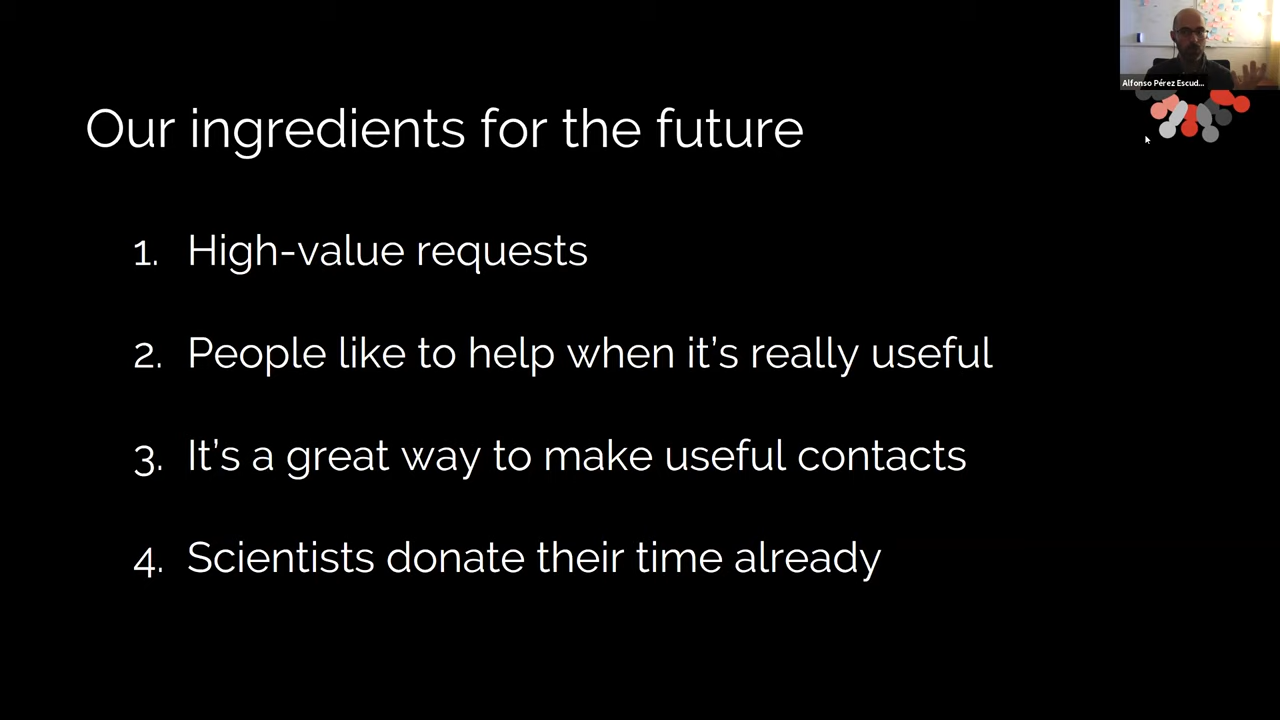 Alfonso Pérez Escud...
Our ingredients for the future
1. High-value requests
2. People like to help when it's really useful
3. It's a great way to make useful contacts
4. Scientists donate their time already